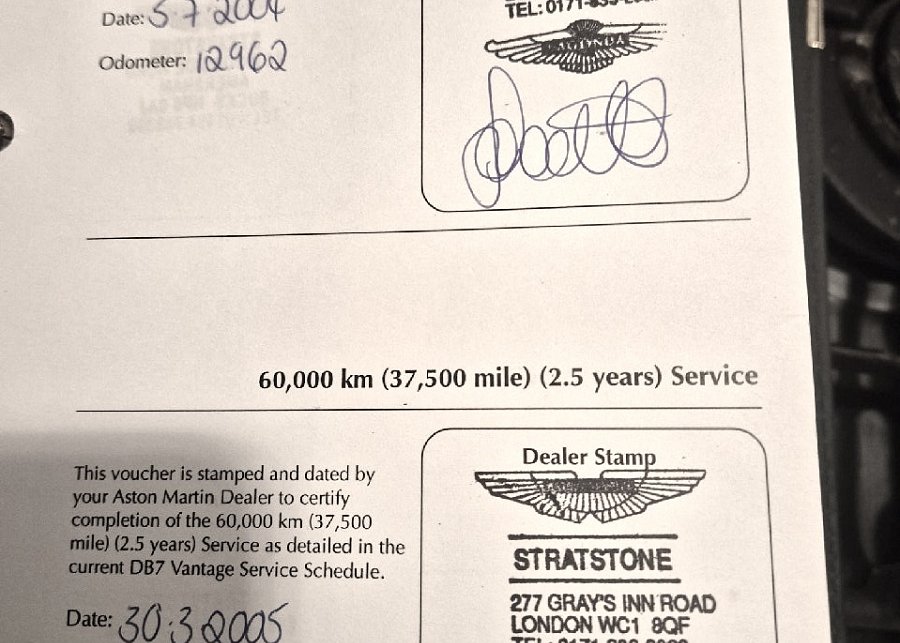 Date: 5.7.2004
TEL: 0171-
Odometer: 12962
LAGONDA
60,000 km (37,500 mile) (2.5 years) Service
This voucher is stamped and dated by
your Aston Martin Dealer to certify
completion of the 60,000 km (37,500
mile) (2.5 years) Service as detailed in the
current DB7 Vantage Service Schedule.
Date: 30.3.2005
Dealer Stamp
STRATSTONE
277 GRAY'S INN ROAD
LONDON WC1 8QF